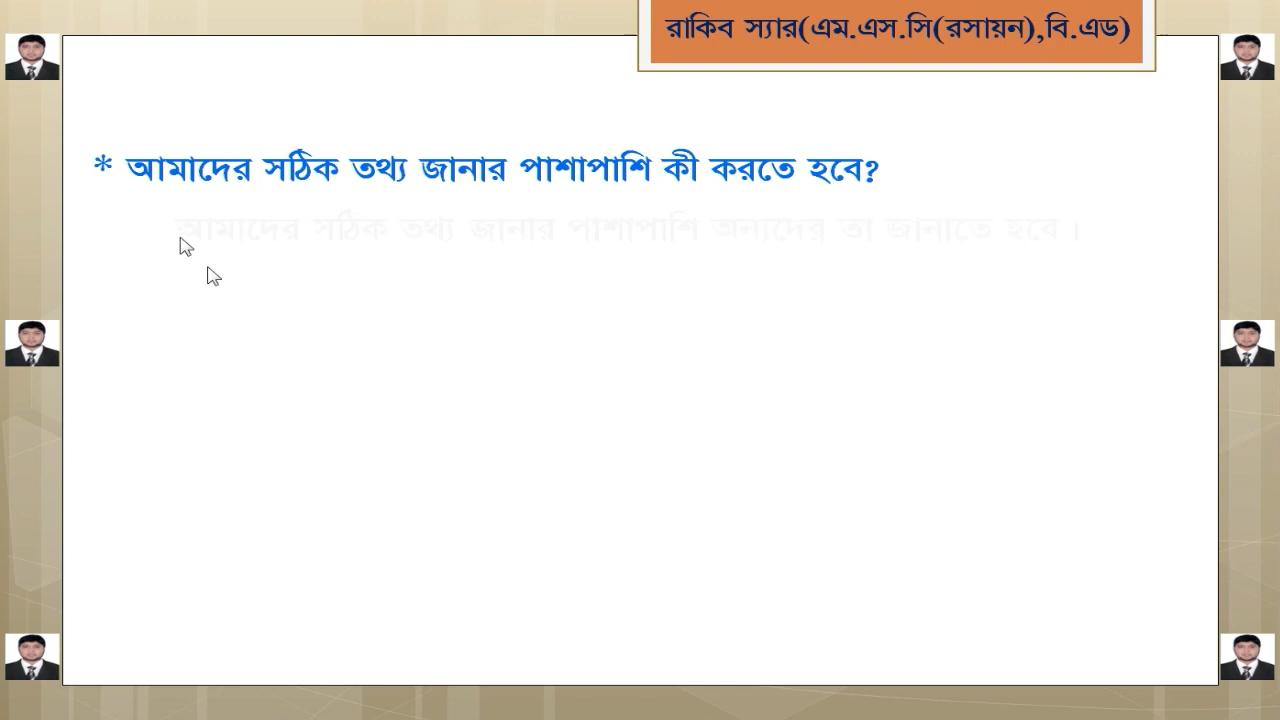 রাকিব স্যার(এম.এস.সি(রসায়ন),বি.এড)
* আমাদের সঠিক তথ্য জানার পাশাপাশি কী করতে হবে?
আমাদের সঠিক তথ্য জানার পাশাপাশি অন্যদের তা জানাতে হবে।